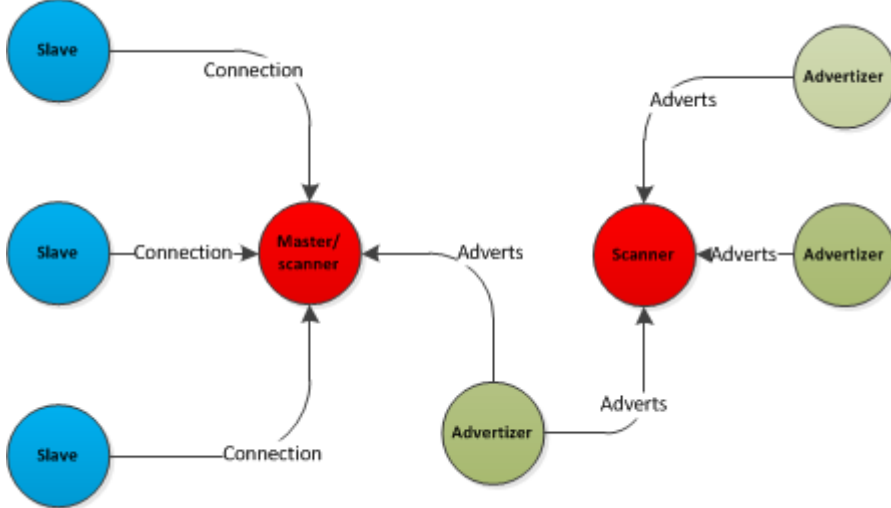 Slave
Connection
Adverts
Advertizer
Slave
Connection
Master/
scanner
Adverts
Scanner
Adverts
Advertizer
Adverts
Advertizer
Slave
Connection